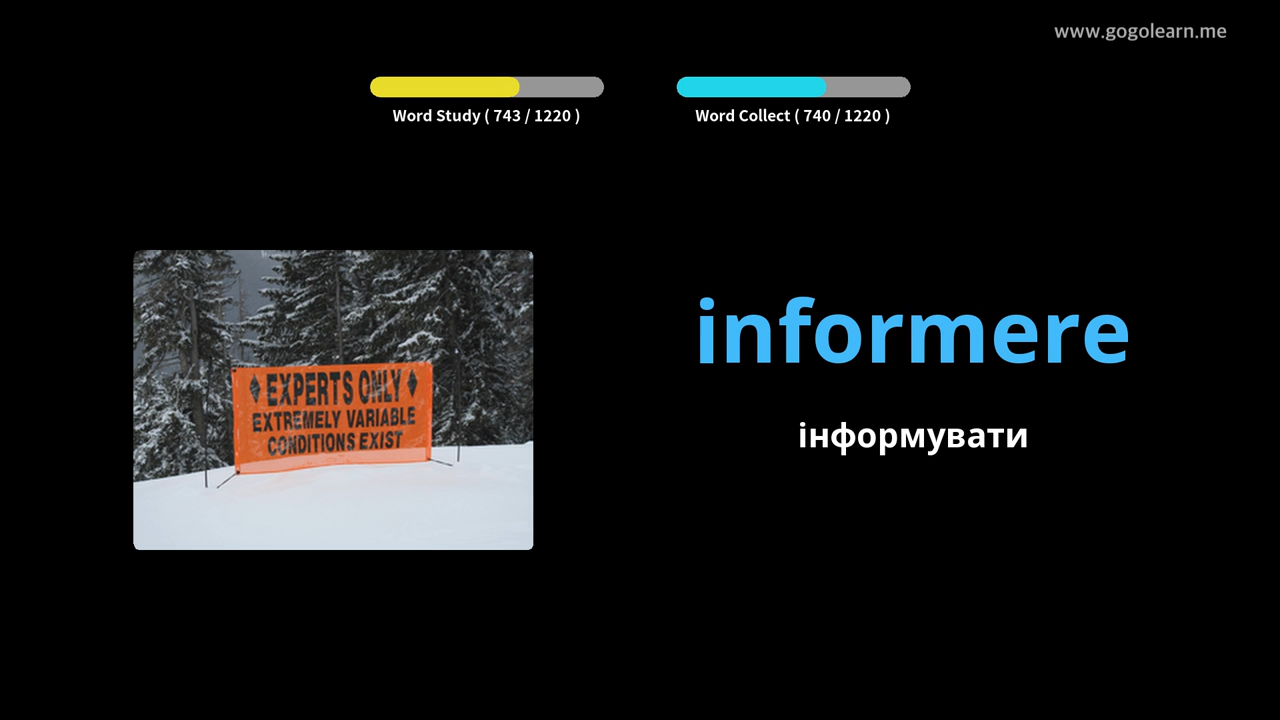 www.gogolearn.me
Word Study ( 743 / 1220 )
Word Collect ( 740 / 1220 )
EXPERTS ONLY
EXTREMELY VARIABLE
CONDITIONS EXIST
informere
інформувати